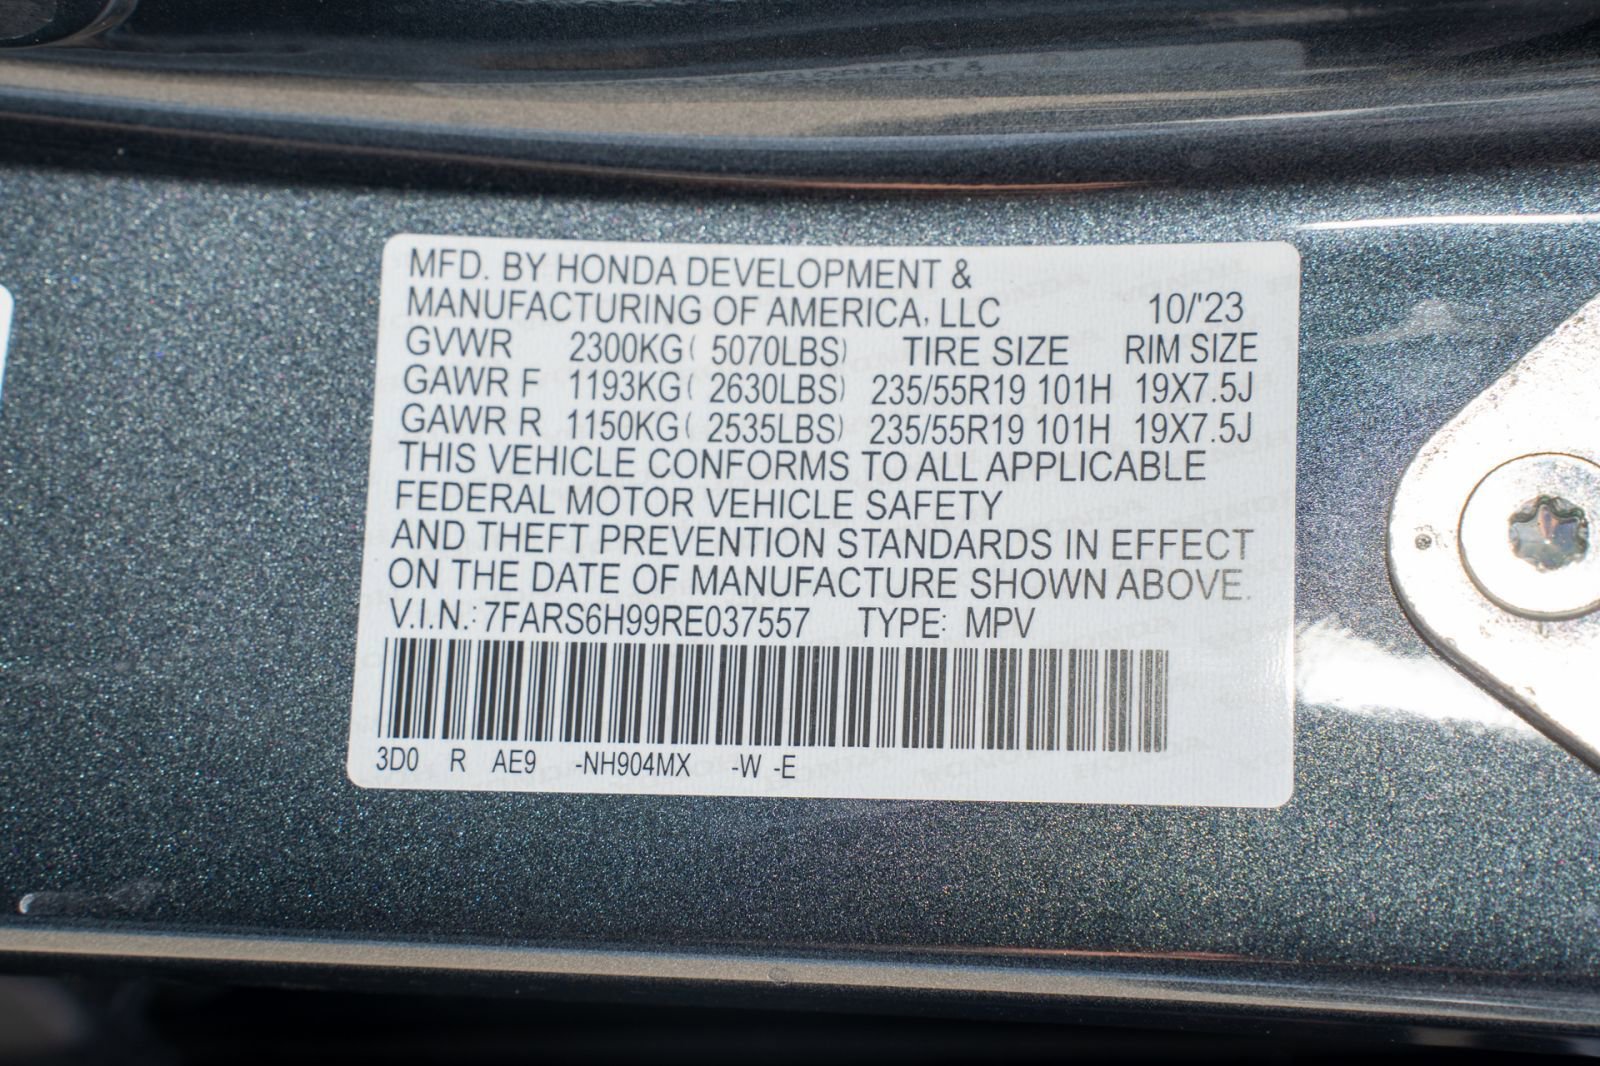 MFD. BY HONDA DEVELOPMENT &
MANUFACTURING OF AMERICA, LLC 10/'23
GVWR 2300KG( 5070LBS) TIRE SIZE RIM SIZE
GAWR F 1193KG( 2630LBS) 235/55R19 101H 19X7.5J
GAWR R 1150KG( 2535LBS) 235/55R19 101H 19X7.5J
THIS VEHICLE CONFORMS TO ALL APPLICABLE
FEDERAL MOTOR VEHICLE SAFETY
AND THEFT PREVENTION STANDARDS IN EFFECT
ON THE DATE OF MANUFACTURE SHOWN ABOVE.
V.I.N.: 7FARS6H99RE037557 TYPE: MPV
3D0 R AE9 -NH904MX -W -E